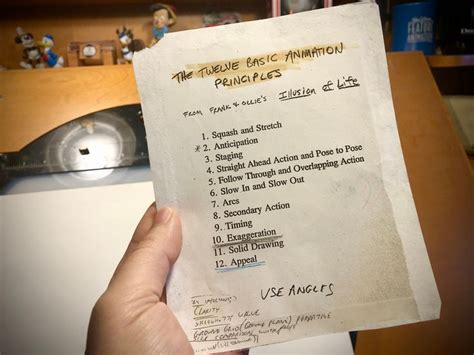 THE TWELVE BASIC ANIMATION
PRINCIPLES
FROM FRANK & OLLIE'S Illusion of Life
1. Squash and Stretch
*2. Anticipation
3. Staging
4. Straight Ahead Action and Pose to Pose
5. Follow Through and Overlapping Action
6. Slow In and Slow Out
7. Arcs
8. Secondary Action
9. Timing
10. Exaggeration
11. Solid Drawing
12. Appeal
USE ANGLES
CLARITY
VALUE